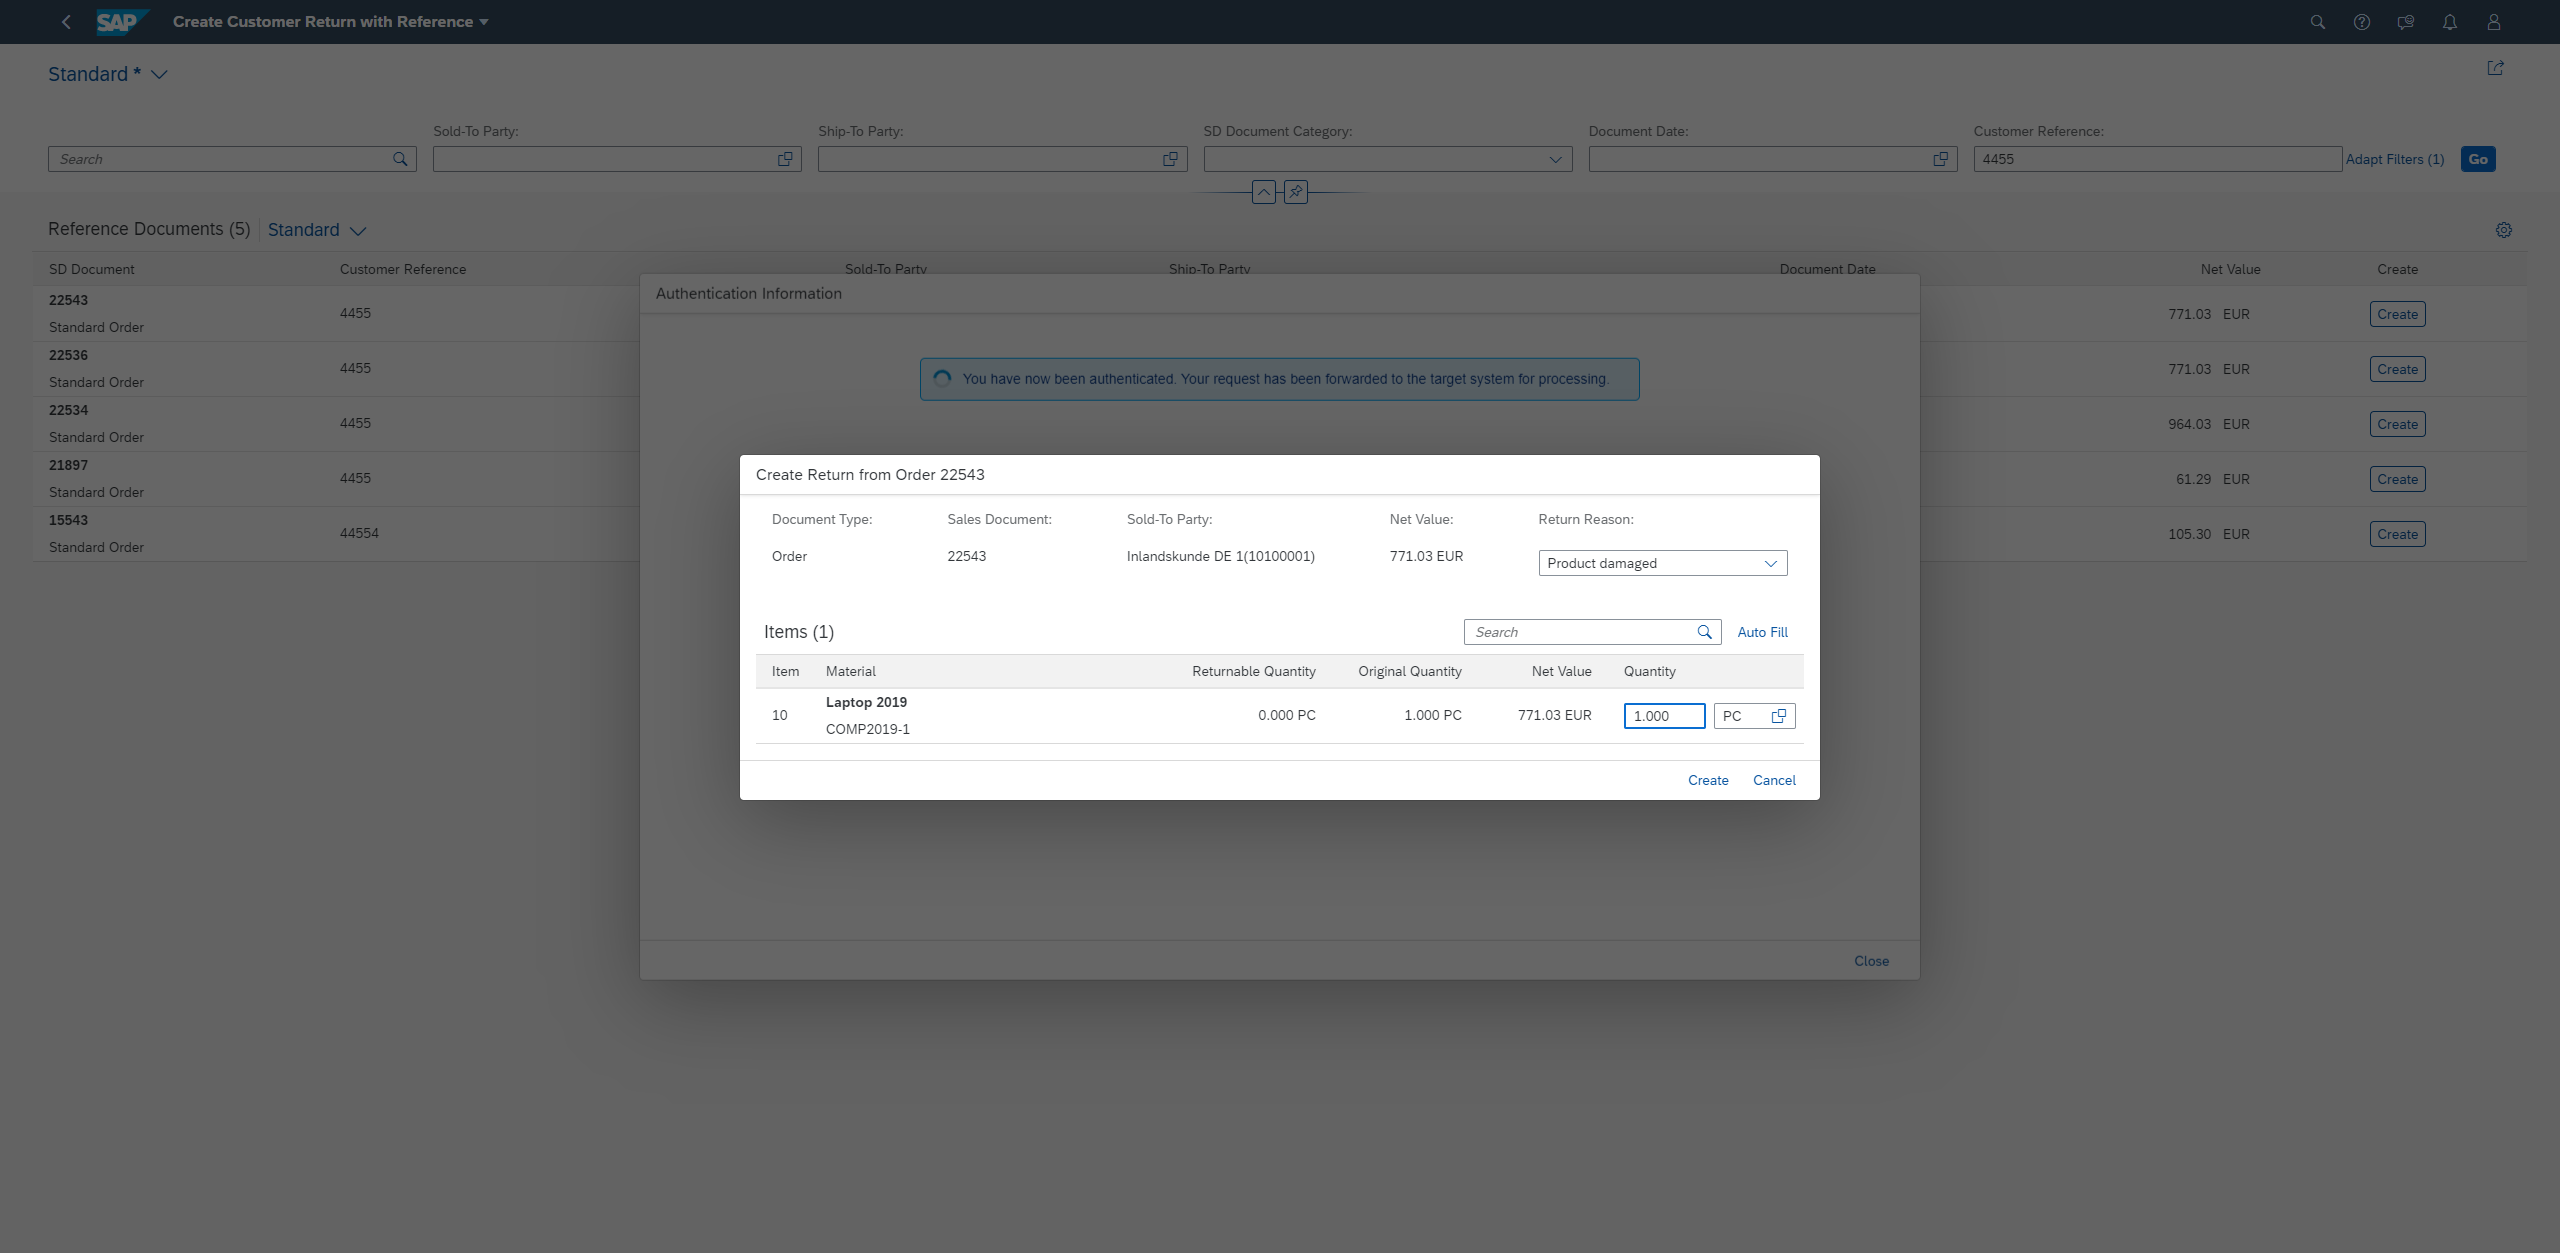 SAP Create Customer Return with Reference
Standard *
Sold-To Party: Ship-To Party: SD Document Category: Document Date: Customer Reference:
Search 4455 Adapt Filters (1) Go
Reference Documents (5) Standard
SD Document Customer Reference Sold-To Party Ship-To Party Document Date Net Value Create
22543
Standard Order 4455 771.03 EUR Create
22536
Standard Order 4455 771.03 EUR Create
22534
Standard Order 4455 964.03 EUR Create
21897
Standard Order 4455 61.29 EUR Create
15543
Standard Order 44554 105.30 EUR Create
Authentication Information
You have now been authenticated. Your request has been forwarded to the target system for processing.
Create Return from Order 22543
Document Type: Sales Document: Sold-To Party: Net Value: Return Reason:
Order 22543 Inlandskunde DE 1(10100001) 771.03 EUR Product damaged
Items (1) Search Auto Fill
Item Material Returnable Quantity Original Quantity Net Value Quantity
Laptop 2019
10 0.000 PC 1.000 PC 771.03 EUR 1.000 PC
COMP2019-1
Create Cancel
Close